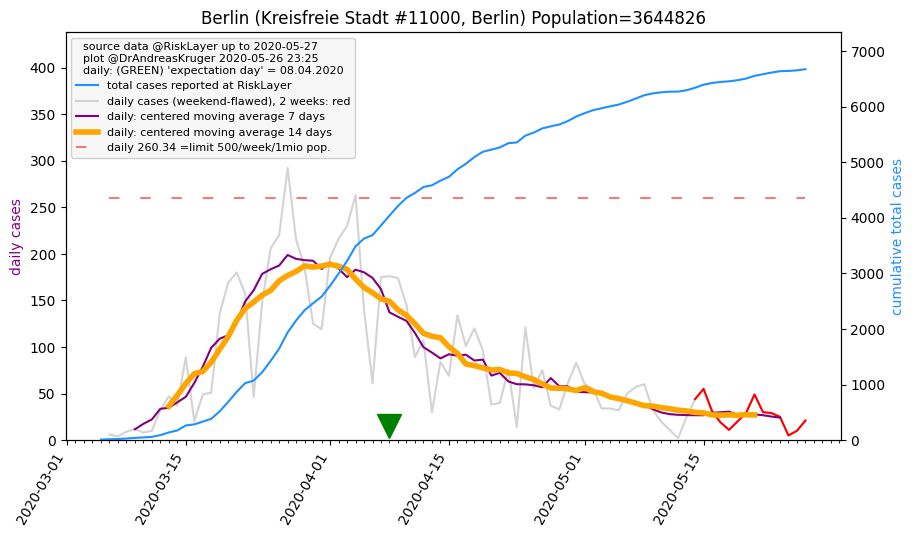 Berlin (Kreisfreie Stadt #11000, Berlin) Population=3644826
source data @RiskLayer up to 2020-05-27
plot @DrAndreasKruger 2020-05-26 23:25
daily: (GREEN) 'expectation day' = 08.04.2020
total cases reported at RiskLayer
daily cases (weekend-flawed), 2 weeks: red
daily: centered moving average 7 days
daily: centered moving average 14 days
daily 260.34 =limit 500/week/1mio pop.
daily cases
400
350
300
250
200
150
100
50
0
cumulative total cases
7000
6000
5000
4000
3000
2000
1000
0
2020-03-01
2020-03-15
2020-04-01
2020-04-15
2020-05-01
2020-05-15